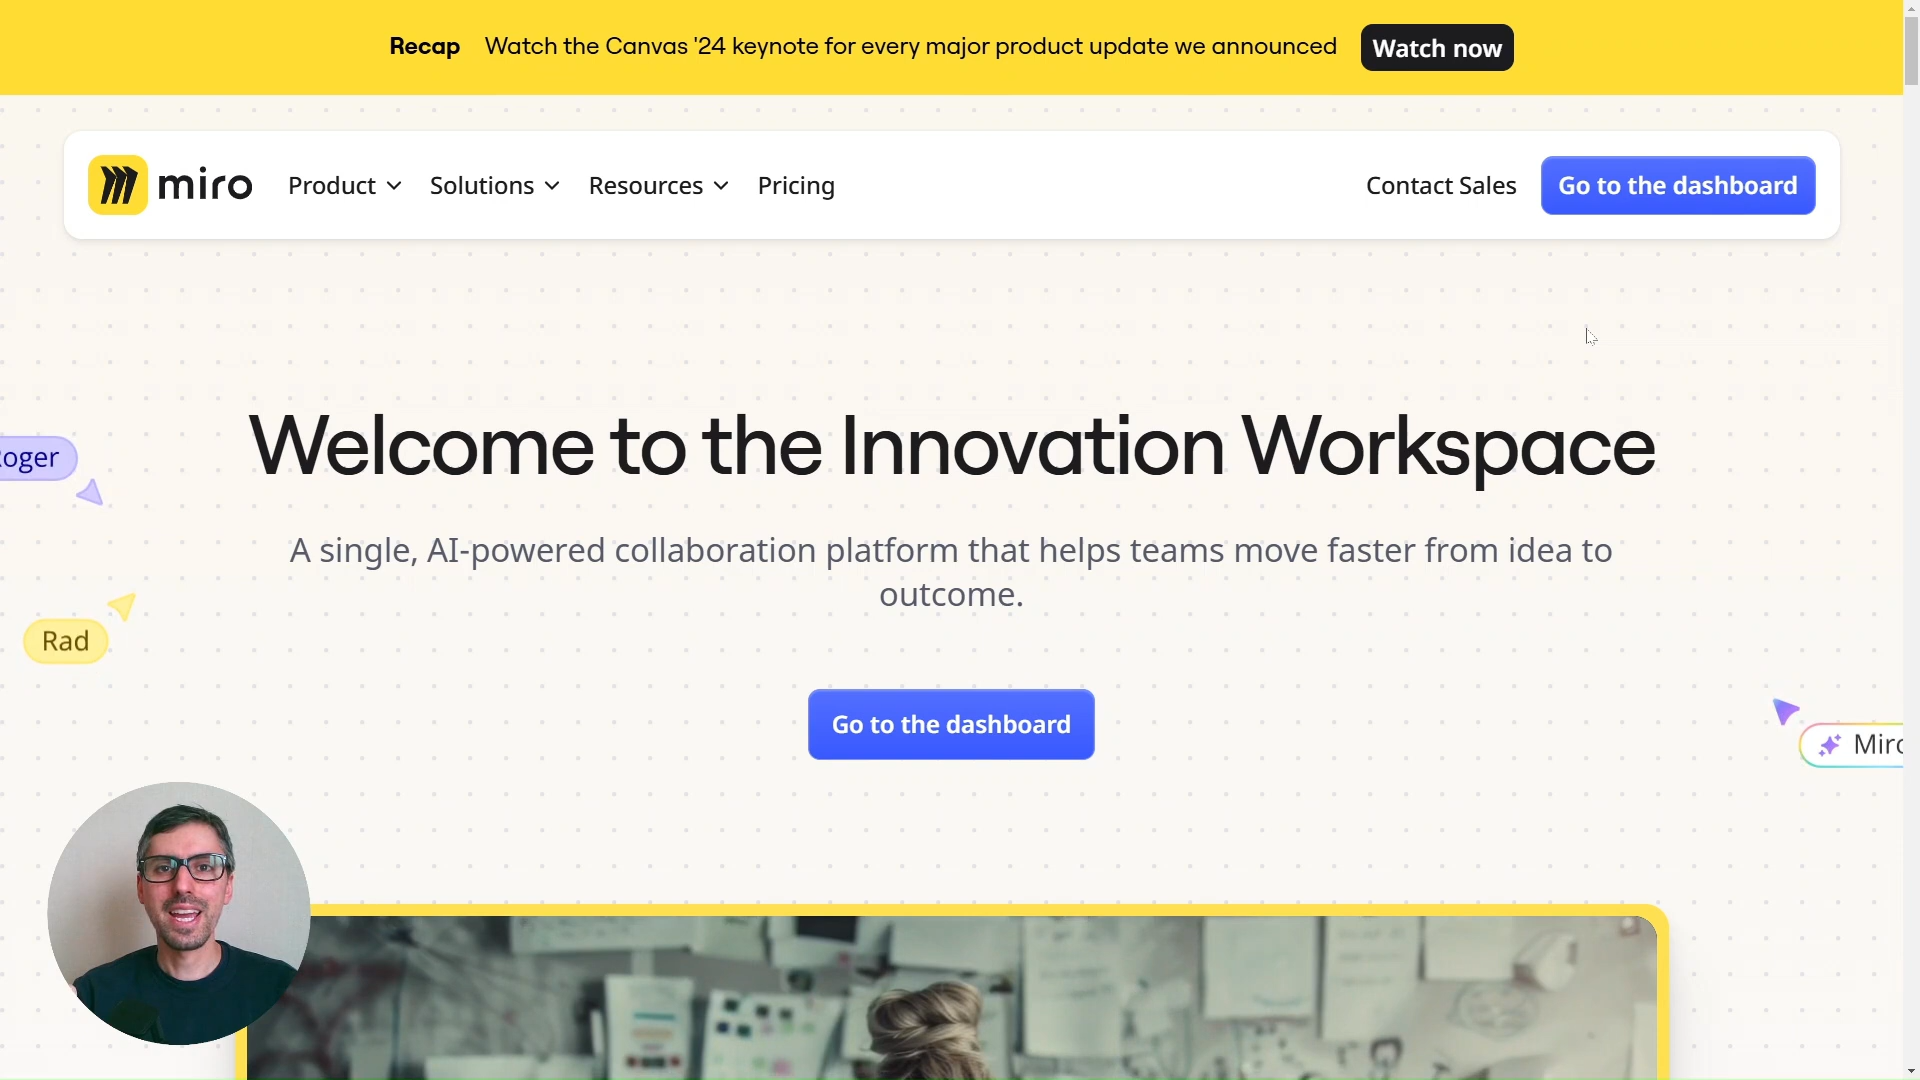 Recap Watch the Canvas '24 keynote for every major product update we announced Watch now
miro Product Solutions Resources Pricing Contact Sales Go to the dashboard
Welcome to the Innovation Workspace
oger
A single, AI-powered collaboration platform that helps teams move faster from idea to
outcome.
Rad
Go to the dashboard
Miro